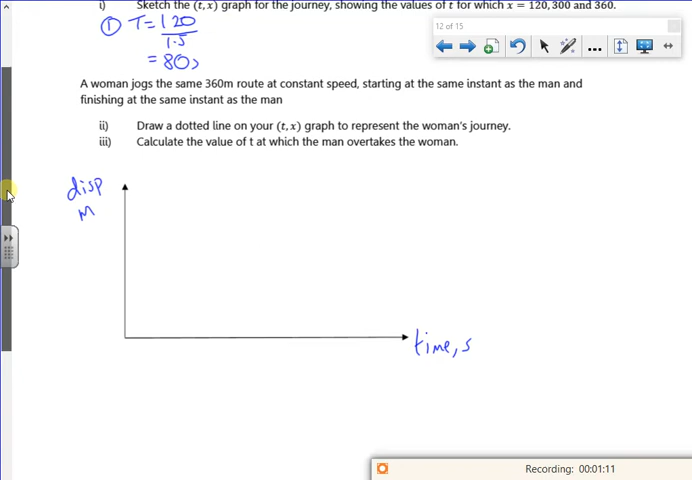 i) Sketch the (t, x) graph for the journey, showing the values of t for which x = 120, 300 and 360.
① T = 120
1.5
= 80s
12 of 15
A woman jogs the same 360m route at constant speed, starting at the same instant as the man and
finishing at the same instant as the man
ii) Draw a dotted line on your (t, x) graph to represent the woman's journey.
iii) Calculate the value of t at which the man overtakes the woman.
disp
M
time, s
Recording: 00:01:11